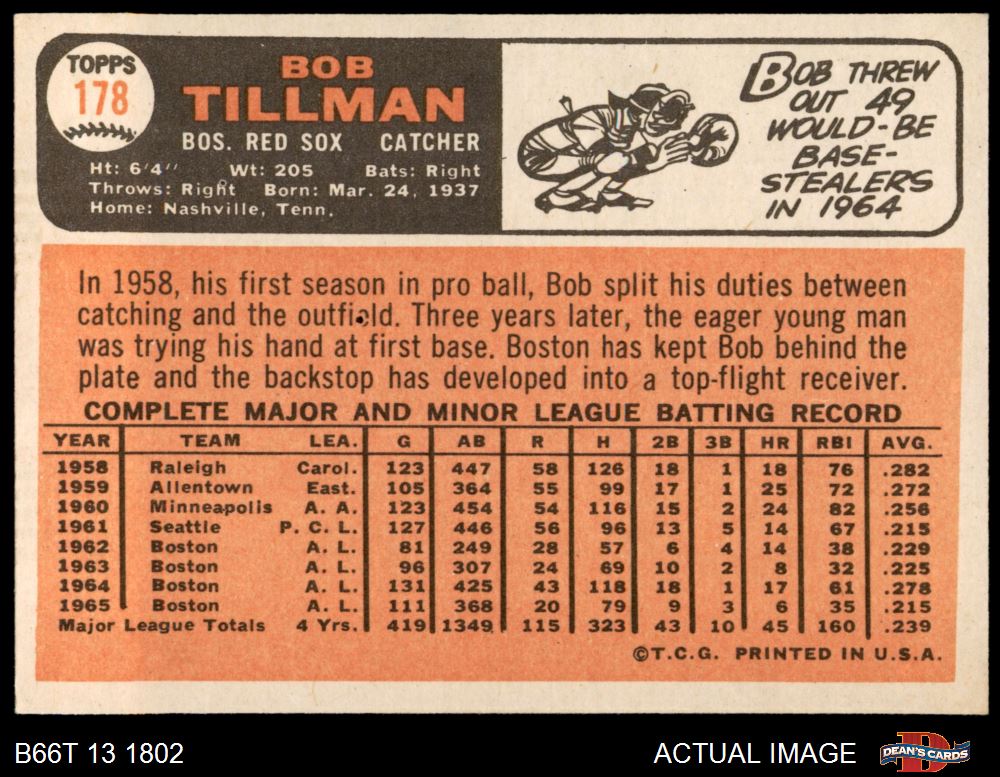 TOPPS
178
BOB
TILLMAN
BOS. RED SOX CATCHER
Ht: 6'4" Wt: 205 Bats: Right
Throws: Right Born: Mar. 24, 1937
Home: Nashville, Tenn.
BOB THREW
OUT 49
WOULD-BE
BASE-
STEALERS
IN 1964
In 1958, his first season in pro ball, Bob split his duties between
catching and the outfield. Three years later, the eager young man
was trying his hand at first base. Boston has kept Bob behind the
plate and the backstop has developed into a top-flight receiver.
COMPLETE MAJOR AND MINOR LEAGUE BATTING RECORD
YEAR TEAM LEA. G AB R H 2B 3B HR RBI AVG.
1958 Raleigh Carol. 123 447 58 126 18 1 18 76 .282
1959 Allentown East. 105 364 55 99 17 1 25 72 .272
1960 Minneapolis A. A. 123 454 54 116 15 2 24 82 .256
1961 Seattle P. C. L. 127 446 56 96 13 5 14 67 .215
1962 Boston A. L. 81 249 28 57 6 4 14 38 .229
1963 Boston A. L. 96 307 24 69 10 2 8 32 .225
1964 Boston A. L. 131 425 43 118 18 1 17 61 .278
1965 Boston A. L. 111 368 20 79 9 3 6 35 .215
Major League Totals 4 Yrs. 419 1349 115 323 43 10 45 160 .239
©T.C.G. PRINTED IN U.S.A.
B66T 13 1802
ACTUAL IMAGE
DEAN'S CARDS